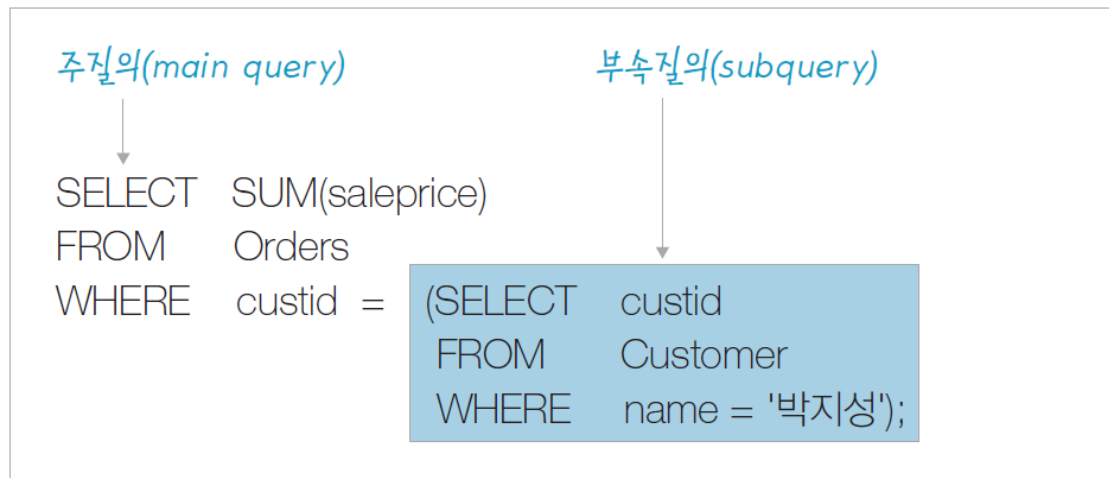 주질의(main query) 부속질의(subquery)
SELECT SUM(saleprice)
FROM Orders
WHERE custid = (SELECT custid
FROM Customer
WHERE name = '박지성');